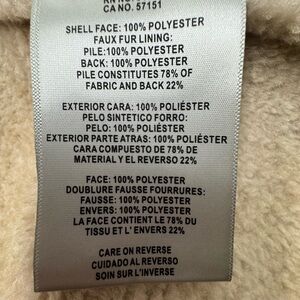 CA NO. 57151
SHELL FACE: 100% POLYESTER
FAUX FUR LINING:
PILE:100% POLYESTER
BACK: 100% POLYESTER
PILE CONSTITUTES 78% OF
FABRIC AND BACK 22%
EXTERIOR CARA: 100% POLIÉSTER
PELO SINTETICO FORRO:
PELO: 100% POLIÉSTER
EXTERIOR PARTE ATRAS: 100% POLIÉSTER
CARA COMPUESTO DE 78% DE
MATERIAL Y EL REVERSO 22%
FACE: 100% POLYESTER
DOUBLURE FAUSSE FOURRURES:
FAUSSE: 100% POLYESTER
ENVERS: 100% POLYESTER
LA FACE CONTIENT LE 78% DU
TISSU ET L' ENVERS 22%
CARE ON REVERSE
CUIDADO AL REVERSO
SOIN SUR L'INVERSE